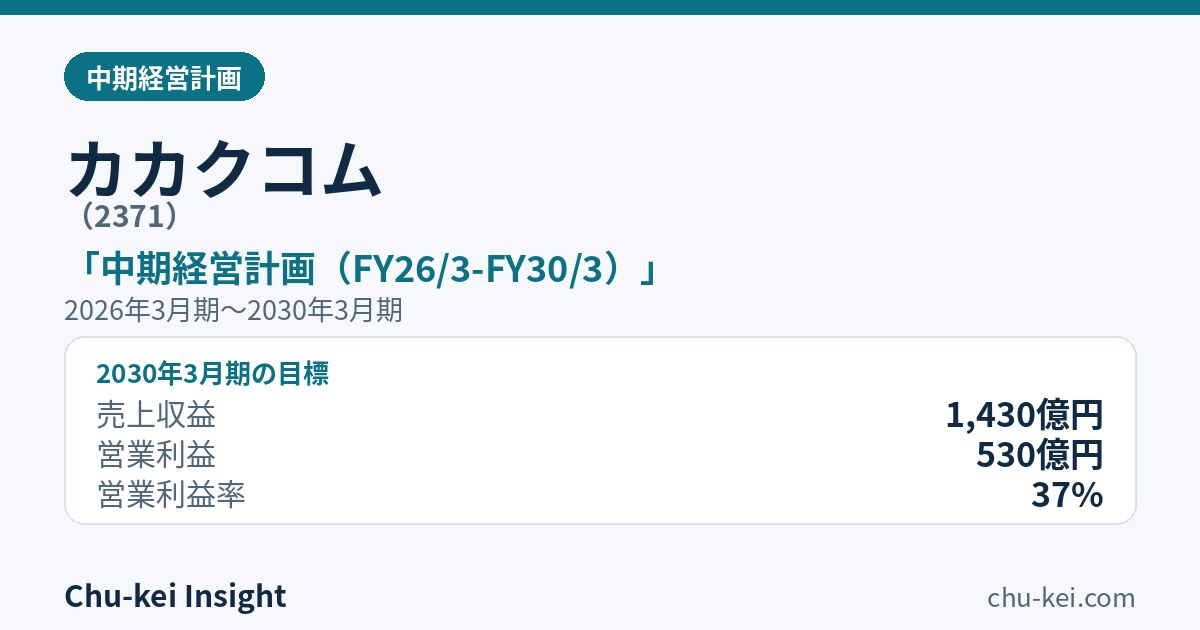 中期経営計画
カカクコム
（2371）
「中期経営計画（FY26/3-FY30/3）」
2026年3月期～2030年3月期
2030年3月期の目標
売上収益 1,430億円
営業利益 530億円
営業利益率 37%
Chu-kei Insight chu-kei.com